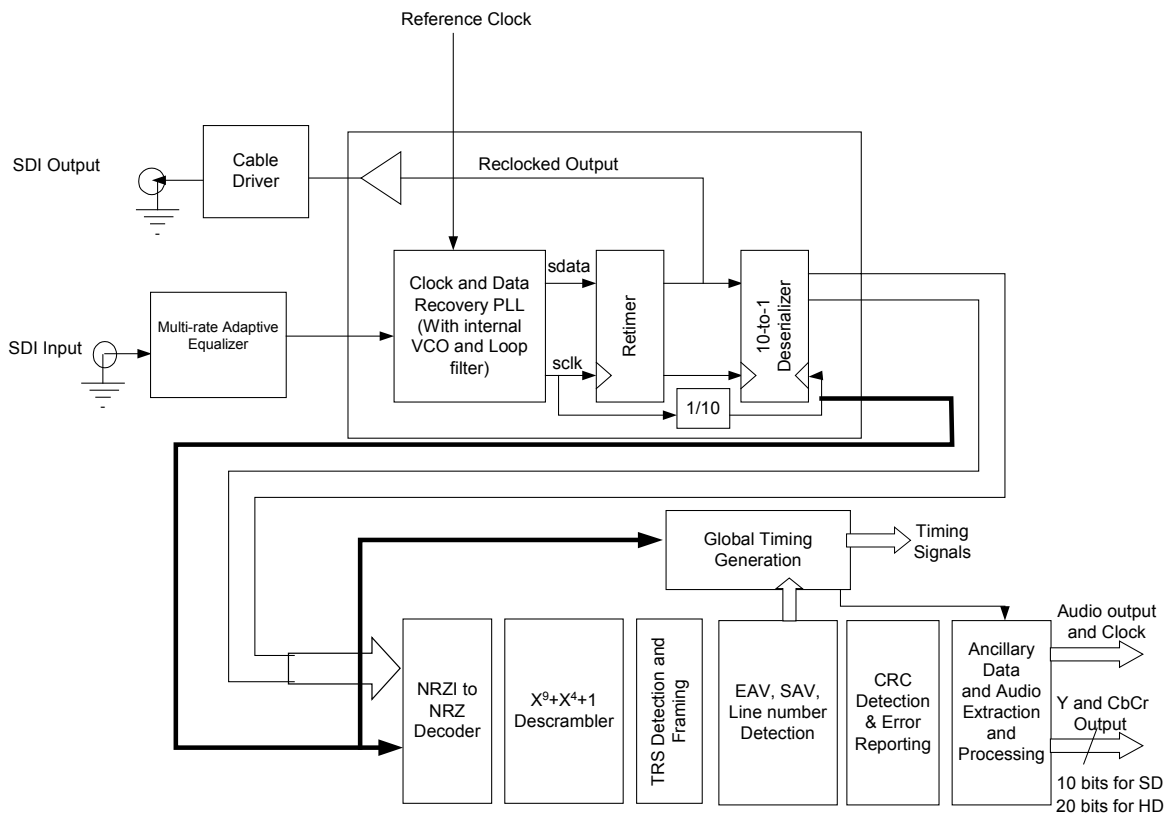 Reference Clock
SDI Output
Cable
Driver
Reclocked Output
SDI Input
Multi-rate Adaptive
Equalizer
Clock and Data
Recovery PLL
(With internal
VCO and Loop
filter)
sdata
sclk
Retimer
10-to-1
Deserializer
1/10
Global Timing
Generation
Timing
Signals
NRZI to
NRZ
Decoder
X⁹+X⁴+1
Descrambler
TRS Detection and
Framing
EAV, SAV,
Line number
Detection
CRC
Detection
& Error
Reporting
Ancillary
Data
and Audio
Extraction
and
Processing
Audio output
and Clock
Y and CbCr
Output
10 bits for SD
20 bits for HD